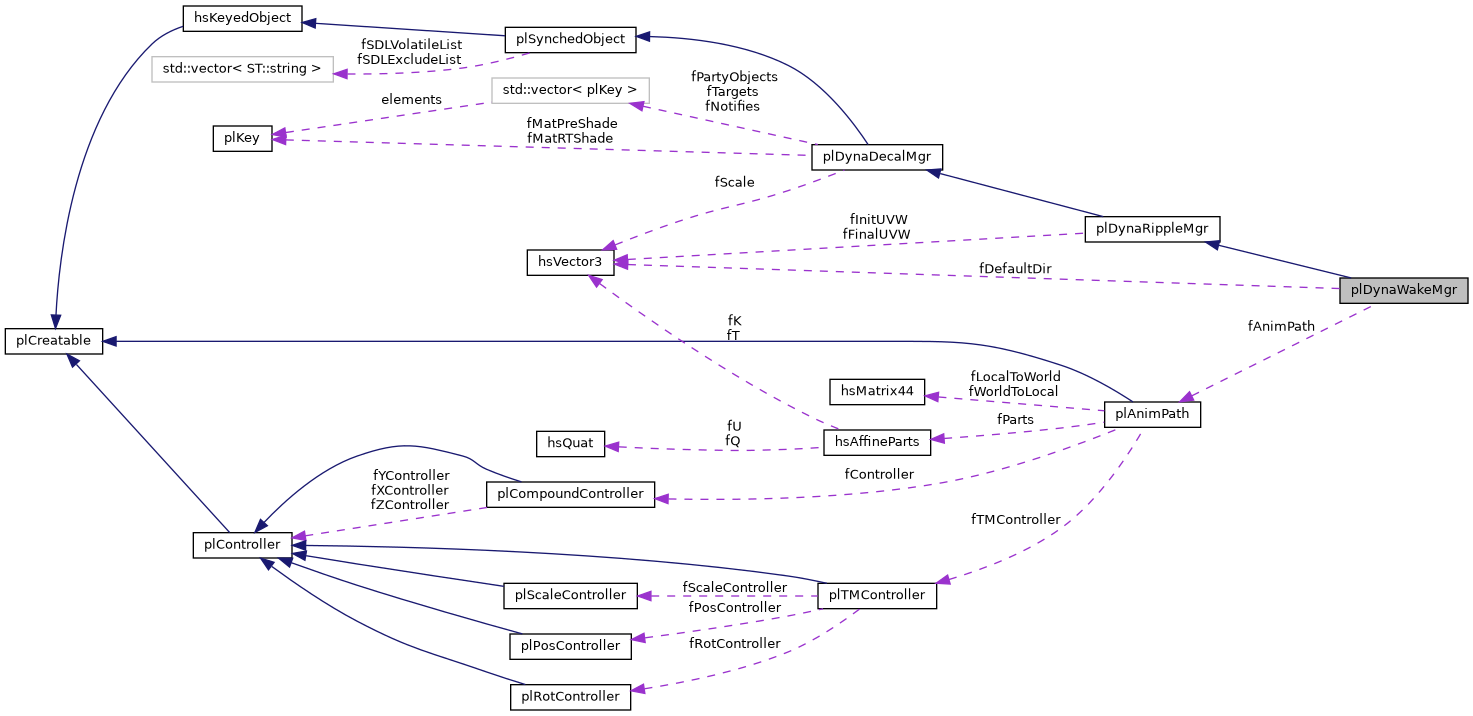 hsKeyedObject
plSynchedObject
fSDLVolatileList
fSDLExcludeList
std::vector< ST::string >
fPartyObjects
fTargets
fNotifies
std::vector< plKey >
elements
plKey
fMatPreShade
fMatRTShade
plDynaDecalMgr
fScale
fInitUVW
fFinalUVW
plDynaRippleMgr
hsVector3
fDefaultDir
plDynaWakeMgr
fK
fT
fAnimPath
plCreatable
fLocalToWorld
fWorldToLocal
hsMatrix44
plAnimPath
fParts
fU
fQ
hsQuat
hsAffineParts
fController
fYController
fXController
fZController
plCompoundController
fTMController
plController
fScaleController
plScaleController
plTMController
fPosController
plPosController
fRotController
plRotController